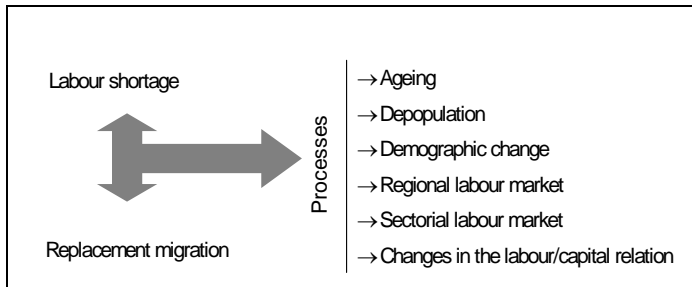 Labour shortage
Replacement migration
Processes
→ Ageing
→ Depopulation
→ Demographic change
→ Regional labour market
→ Sectorial labour market
→ Changes in the labour/capital relation